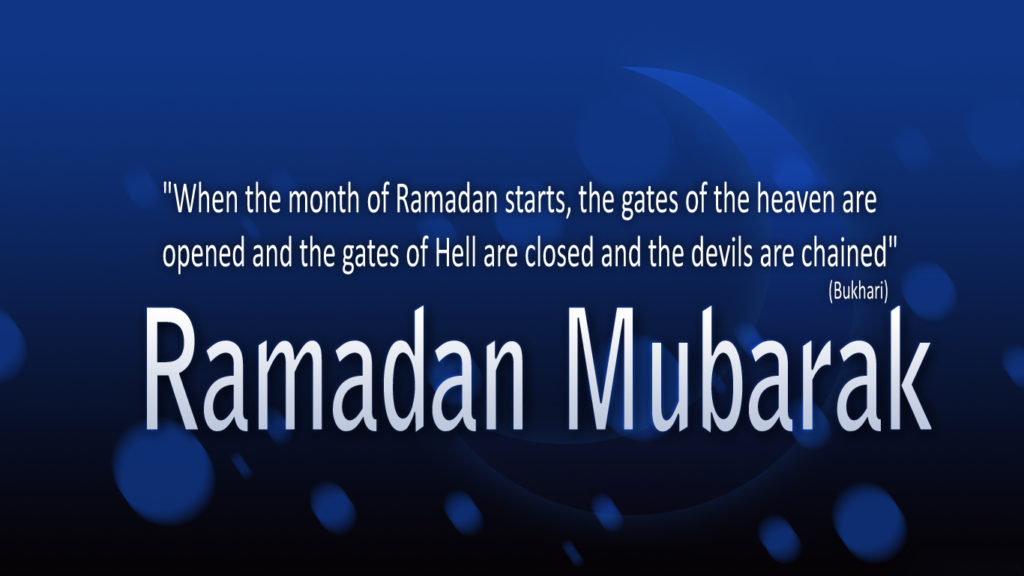 "When the month of Ramadan starts, the gates of the heaven are
opened and the gates of Hell are closed and the devils are chained"
(Bukhari)
Ramadan Mubarak